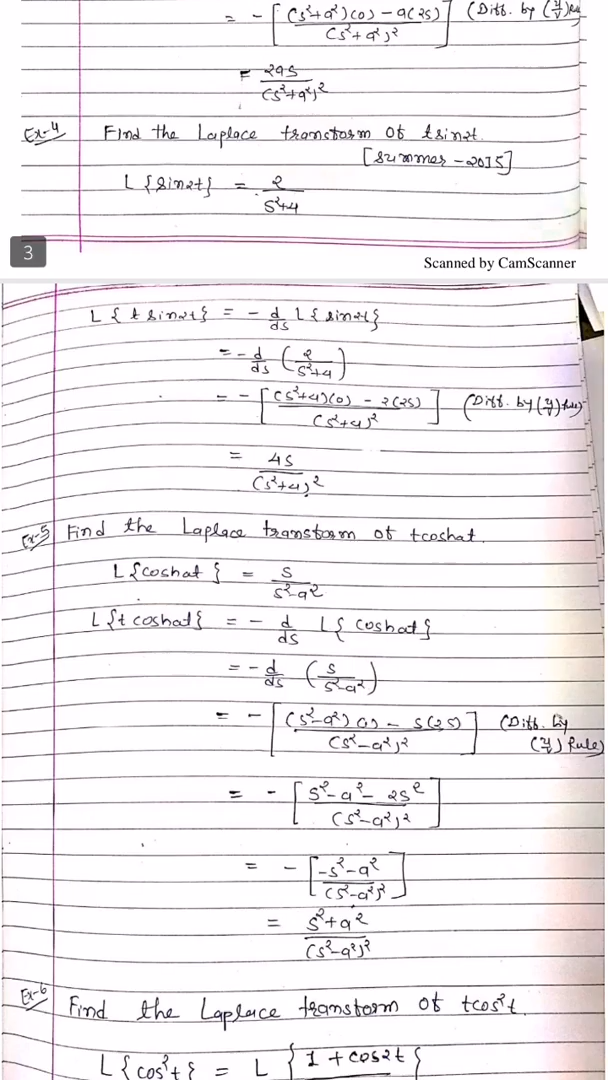 = - [ (s²+a²)(0) - a(2s) / (s²+a²)² ] (Diff. by (u/v) Rule
= 2as / (s²+a²)²
Ex-4 Find the Laplace transform of tsin2t.
[summer-2015]
L{sin2t} = 2 / s²+4
3
Scanned by CamScanner
L{t sin2t} = - d/ds L{sin2t}
= - d/ds (2 / s²+4)
= - [ (s²+4)(0) - 2(2s) / (s²+4)² ] (Diff. by (u/v) rule)
= 4s / (s²+4)²
Ex-5 Find the Laplace transform of tcoshat.
L{coshat} = s / s²-a²
L{t coshat} = - d/ds L{coshat}
= - d/ds (s / s²-a²)
= - [ (s²-a²)(1) - s(2s) / (s²-a²)² ] (Diff. by
(u/v) Rule)
= - [ s²-a²-2s² / (s²-a²)² ]
= - [ -s²-a² / (s²-a²)² ]
= s²+a² / (s²-a²)²
Ex-6 Find the Laplace transform of tcos²t.
L{cos²t} = L { 1 + cos2t }